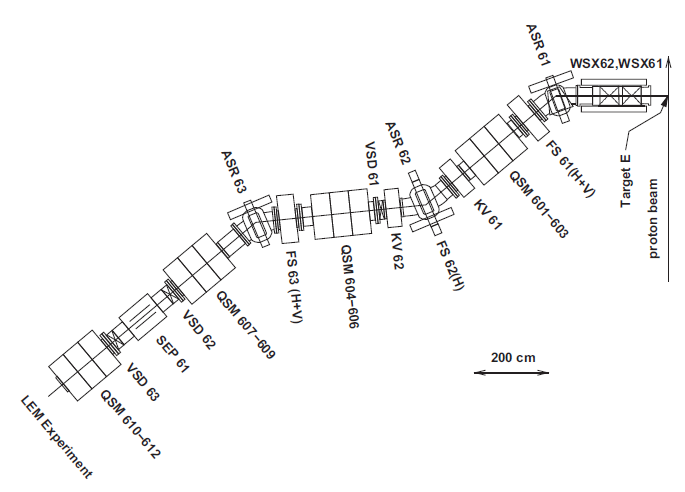 ASR 61
WSX62,WSX61
ASR 62
VSD 61
ASR 63
FS 61(H+V)
Target E
proton beam
QSM 601−603
KV 61
FS 62(H)
KV 62
QSM 604−606
FS 63 (H+V)
QSM 607−609
VSD 62
SEP 61
VSD 63
QSM 610−612
LEM Experiment
200 cm